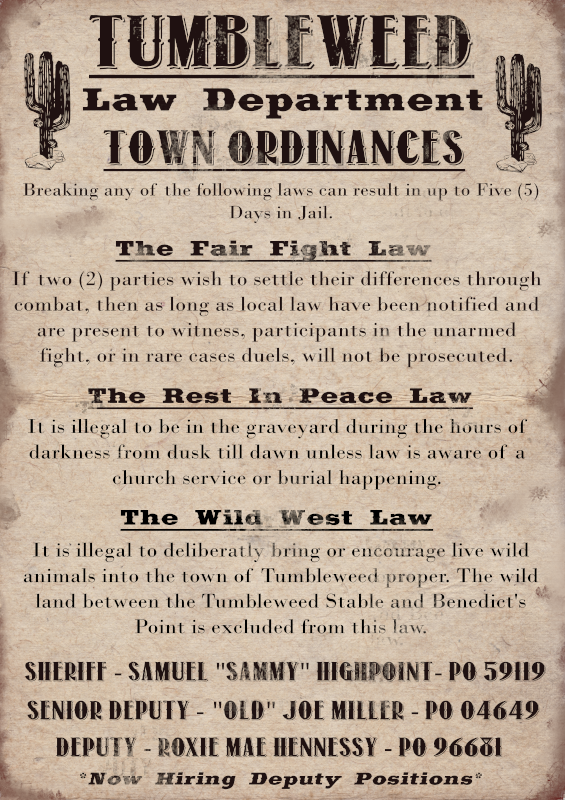 TUMBLEWEED
Law Department
TOWN ORDINANCES
Breaking any of the following laws can result in up to Five (5)
Days in Jail.
The Fair Fight Law
If two (2) parties wish to settle their differences through
combat, then as long as local law have been notified and
are present to witness, participants in the unarmed
fight, or in rare cases duels, will not be prosecuted.
The Rest In Peace Law
It is illegal to be in the graveyard during the hours of
darkness from dusk till dawn unless law is aware of a
church service or burial happening.
The Wild West Law
It is illegal to deliberatly bring or encourage live wild
animals into the town of Tumbleweed proper. The wild
land between the Tumbleweed Stable and Benedict's
Point is excluded from this law.
SHERIFF - SAMUEL "SAMMY" HIGHPOINT- PO 59119
SENIOR DEPUTY - "OLD" JOE MILLER - PO 04649
DEPUTY - ROXIE MAE HENNESSY - PO 96681
*Now Hiring Deputy Positions*